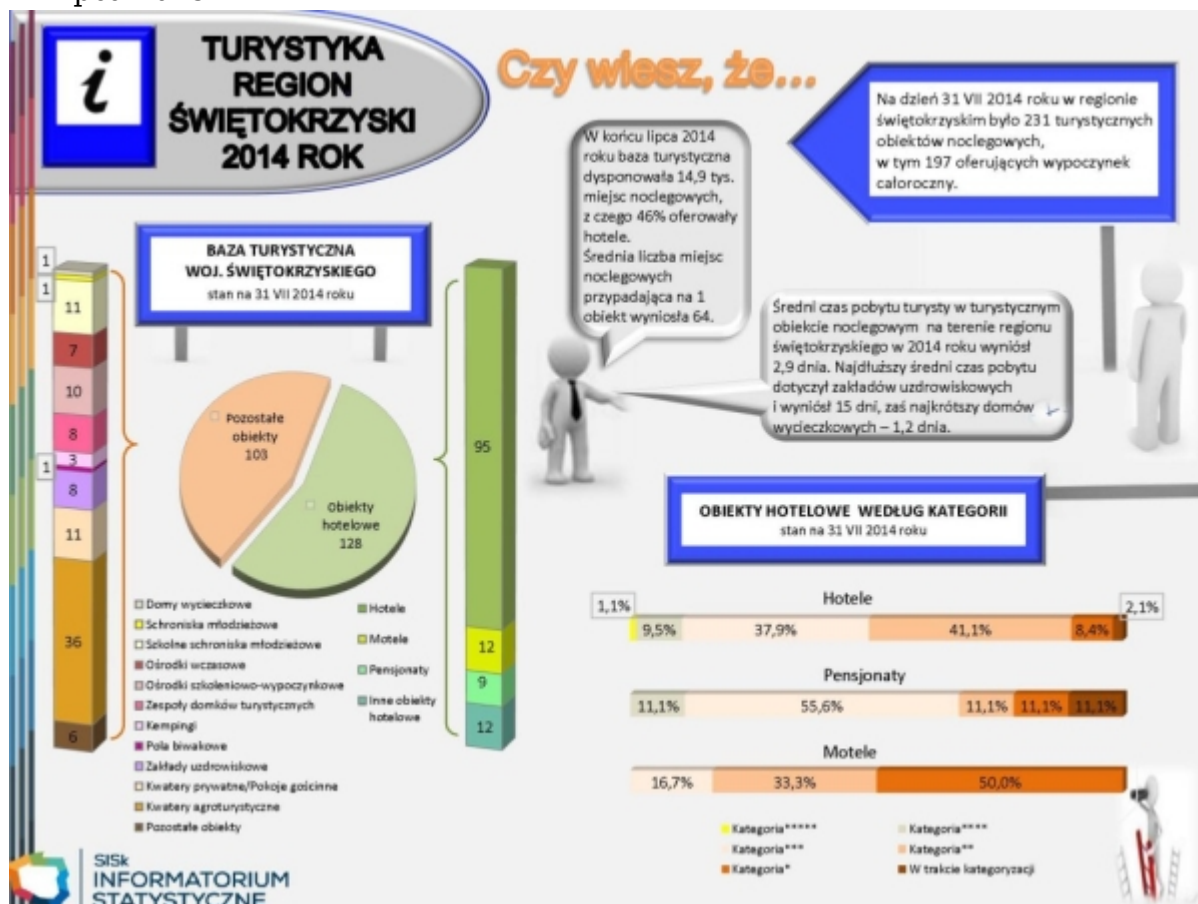 TURYSTYKA
REGION
ŚWIĘTOKRZYSKI
2014 ROK
Czy wiesz, że...
Na dzień 31 VII 2014 roku w regionie
świętokrzyskim było 231 turystycznych
obiektów noclegowych,
w tym 197 oferujących wypoczynek
całoroczny.
W końcu lipca 2014
roku baza turystyczna
dysponowała 14,9 tys.
miejsc noclegowych,
z czego 46% oferowały
hotele.
Średnia liczba miejsc
noclegowych
przypadająca na 1
obiekt wyniosła 64.
Średni czas pobytu turysty w turystycznym
obiekcie noclegowym na terenie regionu
świętokrzyskiego w 2014 roku wyniósł
2,9 dnia. Najdłuższy średni czas pobytu
dotyczył zakładów uzdrowiskowych
i wyniósł 15 dni, zaś najkrótszy domów
wycieczkowych – 1,2 dnia.
BAZA TURYSTYCZNA
WOJ. ŚWIĘTOKRZYSKIEGO
stan na 31 VII 2014 roku
1
1
11
7
10
8
3
1
8
11
36
6
Pozostałe
obiekty
103
Obiekty
hotelowe
128
95
12
9
12
Domy wycieczkowe
Schroniska młodzieżowe
Szkolne schroniska młodzieżowe
Ośrodki wczasowe
Ośrodki szkoleniowo-wypoczynkowe
Zespoły domków turystycznych
Kempingi
Pola biwakowe
Zakłady uzdrowiskowe
Kwatery prywatne/Pokoje gościnne
Kwatery agroturystyczne
Pozostałe obiekty
Hotele
Motele
Pensjonaty
Inne obiekty
hotelowe
OBIEKTY HOTELOWE WEDŁUG KATEGORII
stan na 31 VII 2014 roku
Hotele
1,1% 9,5% 37,9% 41,1% 8,4% 2,1%
Pensjonaty
11,1% 55,6% 11,1% 11,1% 11,1%
Motele
16,7% 33,3% 50,0%
Kategoria***** Kategoria****
Kategoria*** Kategoria**
Kategoria* W trakcie kategoryzacji
SISk
INFORMATORIUM
STATYSTYCZNE